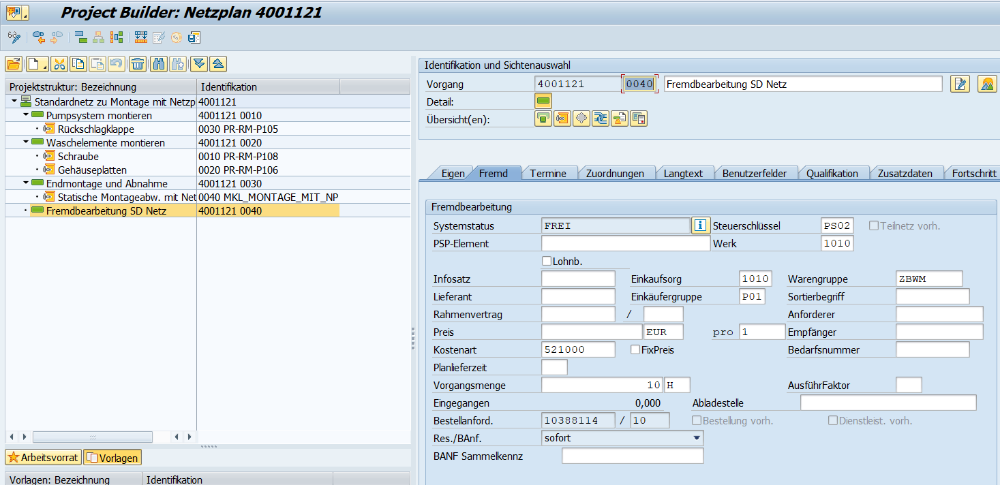 Project Builder: Netzplan 4001121
Projektstruktur: Bezeichnung Identifikation
Standardnetz zu Montage mit Netzp 4001121
Pumpsystem montieren 4001121 0010
Rückschlagklappe 0030 PR-RM-P105
Waschelemente montieren 4001121 0020
Schraube 0010 PR-RM-P108
Gehäuseplatten 0020 PR-RM-P106
Endmontage und Abnahme 4001121 0030
Statische Montageabw. mit Net 0040 MKL_MONTAGE_MIT_NP
Fremdbearbeitung SD Netz 4001121 0040
Arbeitsvorrat Vorlagen
Vorlagen: Bezeichnung Identifikation
Identifikation und Sichtenauswahl
Vorgang 4001121 0040 Fremdbearbeitung SD Netz
Detail:
Übersicht(en):
Eigen Fremd Termine Zuordnungen Langtext Benutzerfelder Qualifikation Zusatzdaten Fortschritt
Fremdbearbeitung
Systemstatus FREI Steuerschlüssel PS02 Teilnetz vorh.
PSP-Element Werk 1010
Lohnb.
Infosatz Einkaufsorg 1010 Warengruppe ZBWM
Lieferant Einkäufergruppe P01 Sortierbegriff
Rahmenvertrag / Anforderer
Preis EUR pro 1 Empfänger
Kostenart 521000 FixPreis Bedarfsnummer
Planlieferzeit
Vorgangsmenge 10 H AusführFaktor
Eingegangen 0,000 Abladestelle
Bestellanford. 10388114 / 10 Bestellung vorh. Dienstleist. vorh.
Res./BAnf. sofort
BANF Sammelkennz